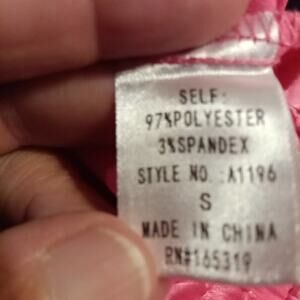 SELF:
97%POLYESTER
3%SPANDEX
STYLE NO.:A1196
S
MADE IN CHINA
RN#165319